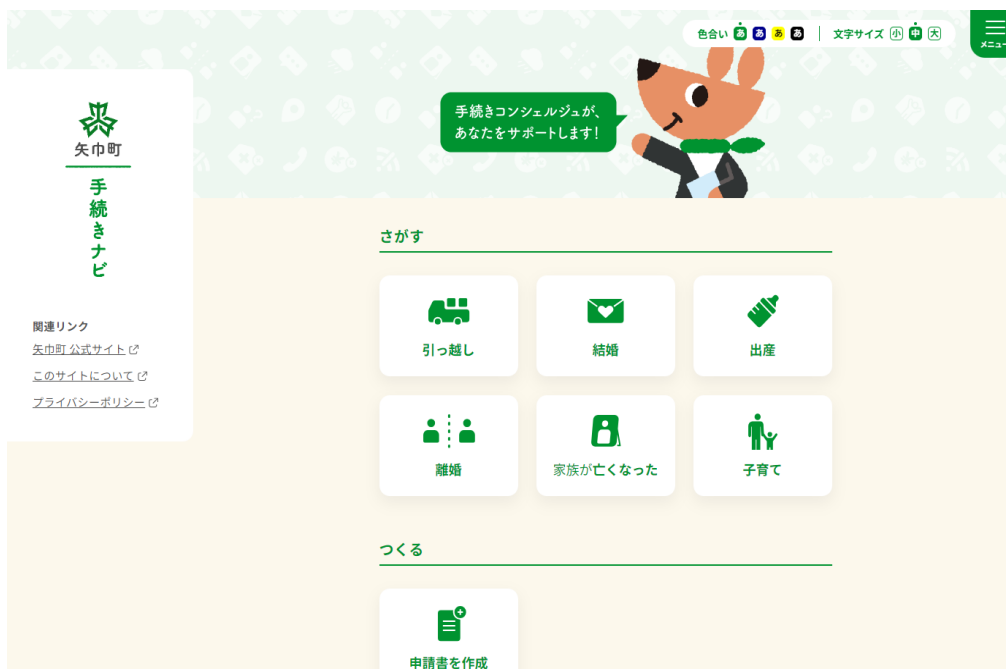 色合い ああああ 文字サイズ 小 中 大
メニュー
手続きコンシェルジュが、
あなたをサポートします!
矢巾町
手続きナビ
関連リンク
矢巾町 公式サイト
このサイトについて
プライバシーポリシー
さがす
引っ越し
結婚
出産
離婚
家族が亡くなった
子育て
つくる
申請書を作成